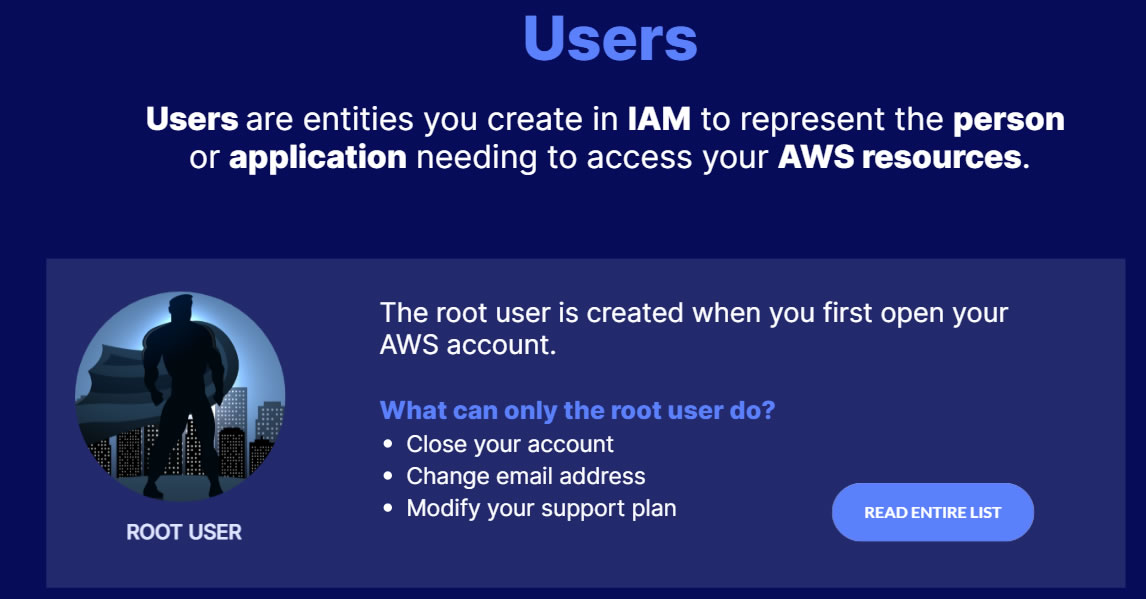 Users
Users are entities you create in IAM to represent the person
or application needing to access your AWS resources.
The root user is created when you first open your
AWS account.
What can only the root user do?
• Close your account
• Change email address
• Modify your support plan
READ ENTIRE LIST
ROOT USER